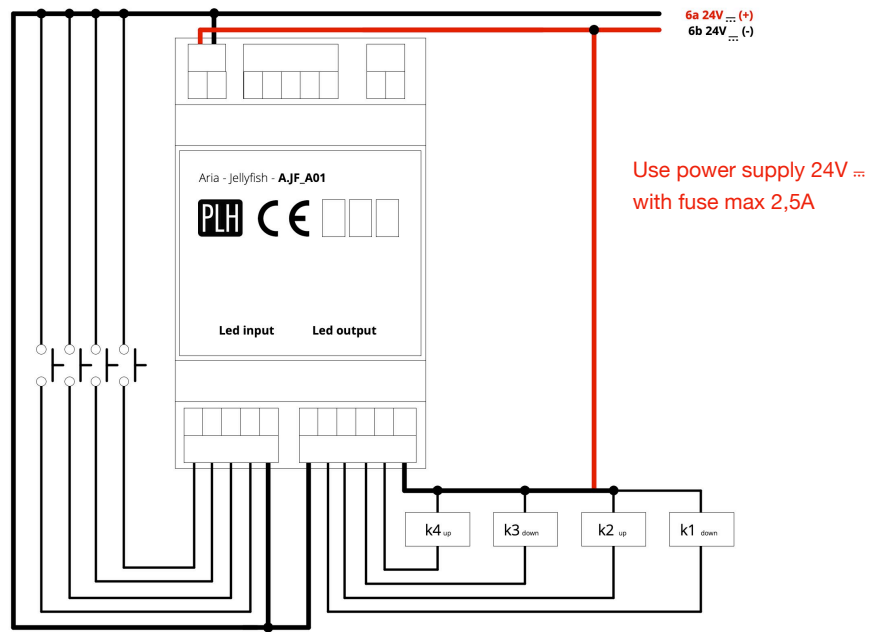 6a 24V ⎓ (+)
6b 24V ⎓ (-)
Use power supply 24V ⎓
with fuse max 2,5A
Aria - Jellyfish - A.JF_A01
PLH CE
Led input Led output
k4 up k3 down k2 up k1 down